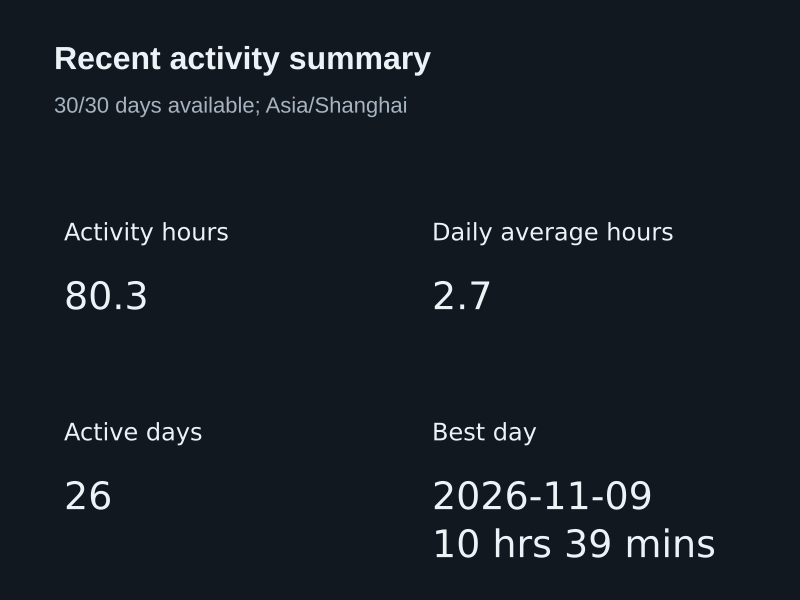 Recent activity summary
30/30 days available; Asia/Shanghai
Activity hours
80.3
Daily average hours
2.7
Active days
26
Best day
2026-11-09
10 hrs 39 mins